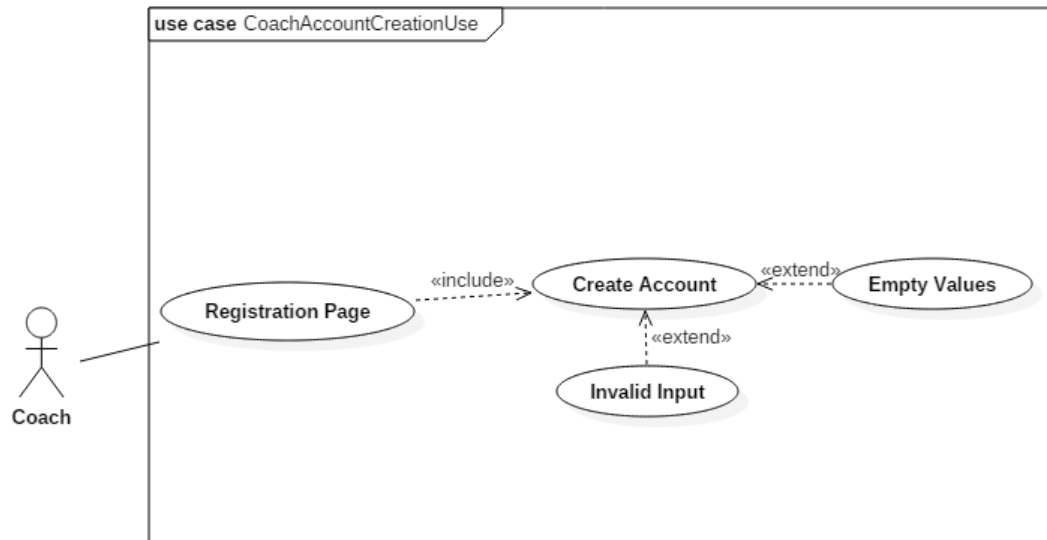 use case CoachAccountCreationUse
«include»
«extend»
Create Account
Empty Values
Registration Page
«extend»
Invalid Input
Coach